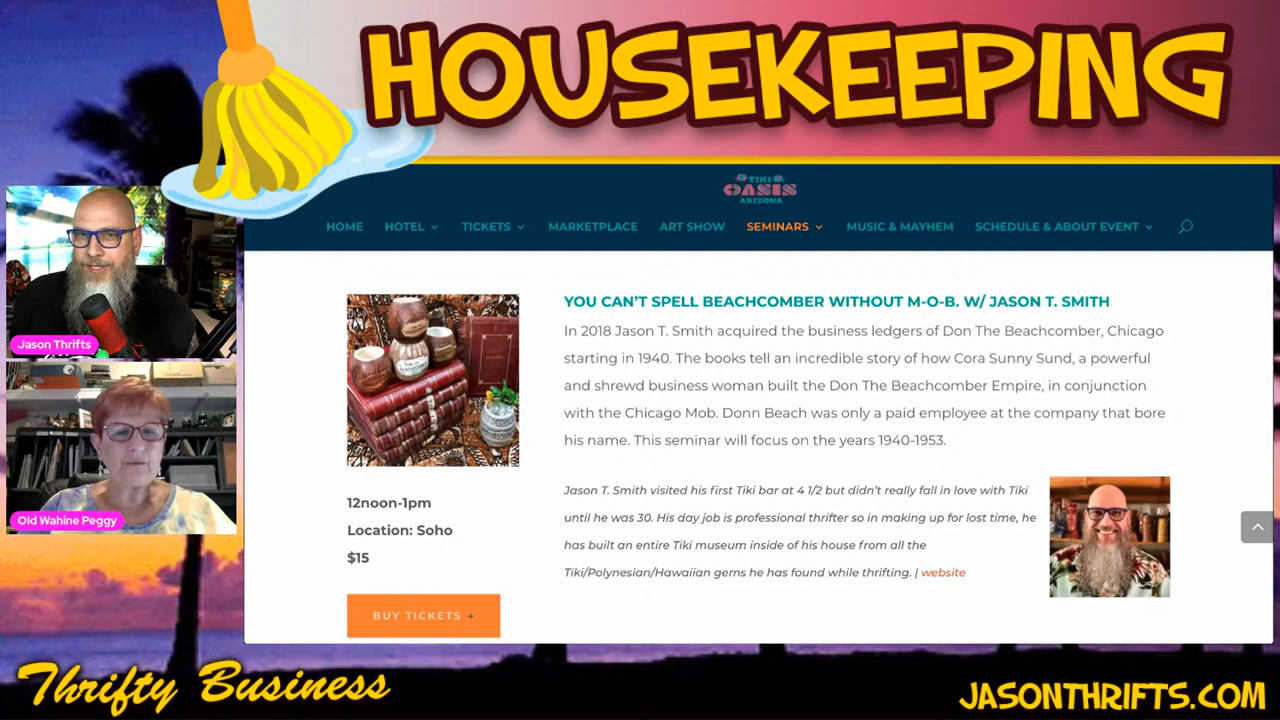 HOUSEKEEPING
TIKI
OASIS
ARIZONA
HOME HOTEL TICKETS MARKETPLACE ART SHOW SEMINARS MUSIC & MAYHEM SCHEDULE & ABOUT EVENT
Jason Thrifts
Old Wahine Peggy
YOU CAN'T SPELL BEACHCOMBER WITHOUT M-O-B. W/ JASON T. SMITH
In 2018 Jason T. Smith acquired the business ledgers of Don The Beachcomber, Chicago
starting in 1940. The books tell an incredible story of how Cora Sunny Sund, a powerful
and shrewd business woman built the Don The Beachcomber Empire, in conjunction
with the Chicago Mob. Donn Beach was only a paid employee at the company that bore
his name. This seminar will focus on the years 1940-1953.
12noon-1pm
Location: Soho
$15
BUY TICKETS +
Jason T. Smith visited his first Tiki bar at 4 1/2 but didn't really fall in love with Tiki
until he was 30. His day job is professional thrifter so in making up for lost time, he
has built an entire Tiki museum inside of his house from all the
Tiki/Polynesian/Hawaiian gems he has found while thrifting. | website
Thrifty Business
JASONTHRIFTS.COM